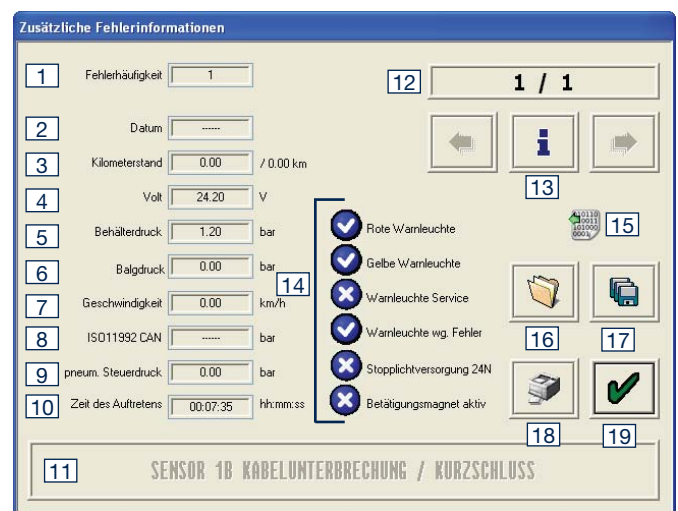 Zusätzliche Fehlerinformationen
1 Fehlerhäufigkeit 1
12 1 / 1
2 Datum -----
3 Kilometerstand 0.00 / 0.00 km
i
13
4 Volt 24.20 V
5 Behälterdruck 1.20 bar
6 Balgdruck 0.00 bar
7 Geschwindigkeit 0.00 km/h
8 ISO11992 CAN ----- bar
9 pneum. Steuerdruck 0.00 bar
10 Zeit des Auftretens 00:07:35 hh:mm:ss
14
Rote Warnleuchte
Gelbe Warnleuchte
Warnleuchte Service
Warnleuchte wg. Fehler
Stopplichtversorgung 24N
Betätigungsmagnet aktiv
15
16
17
18
19
11 SENSOR 1B KABELUNTERBRECHUNG / KURZSCHLUSS